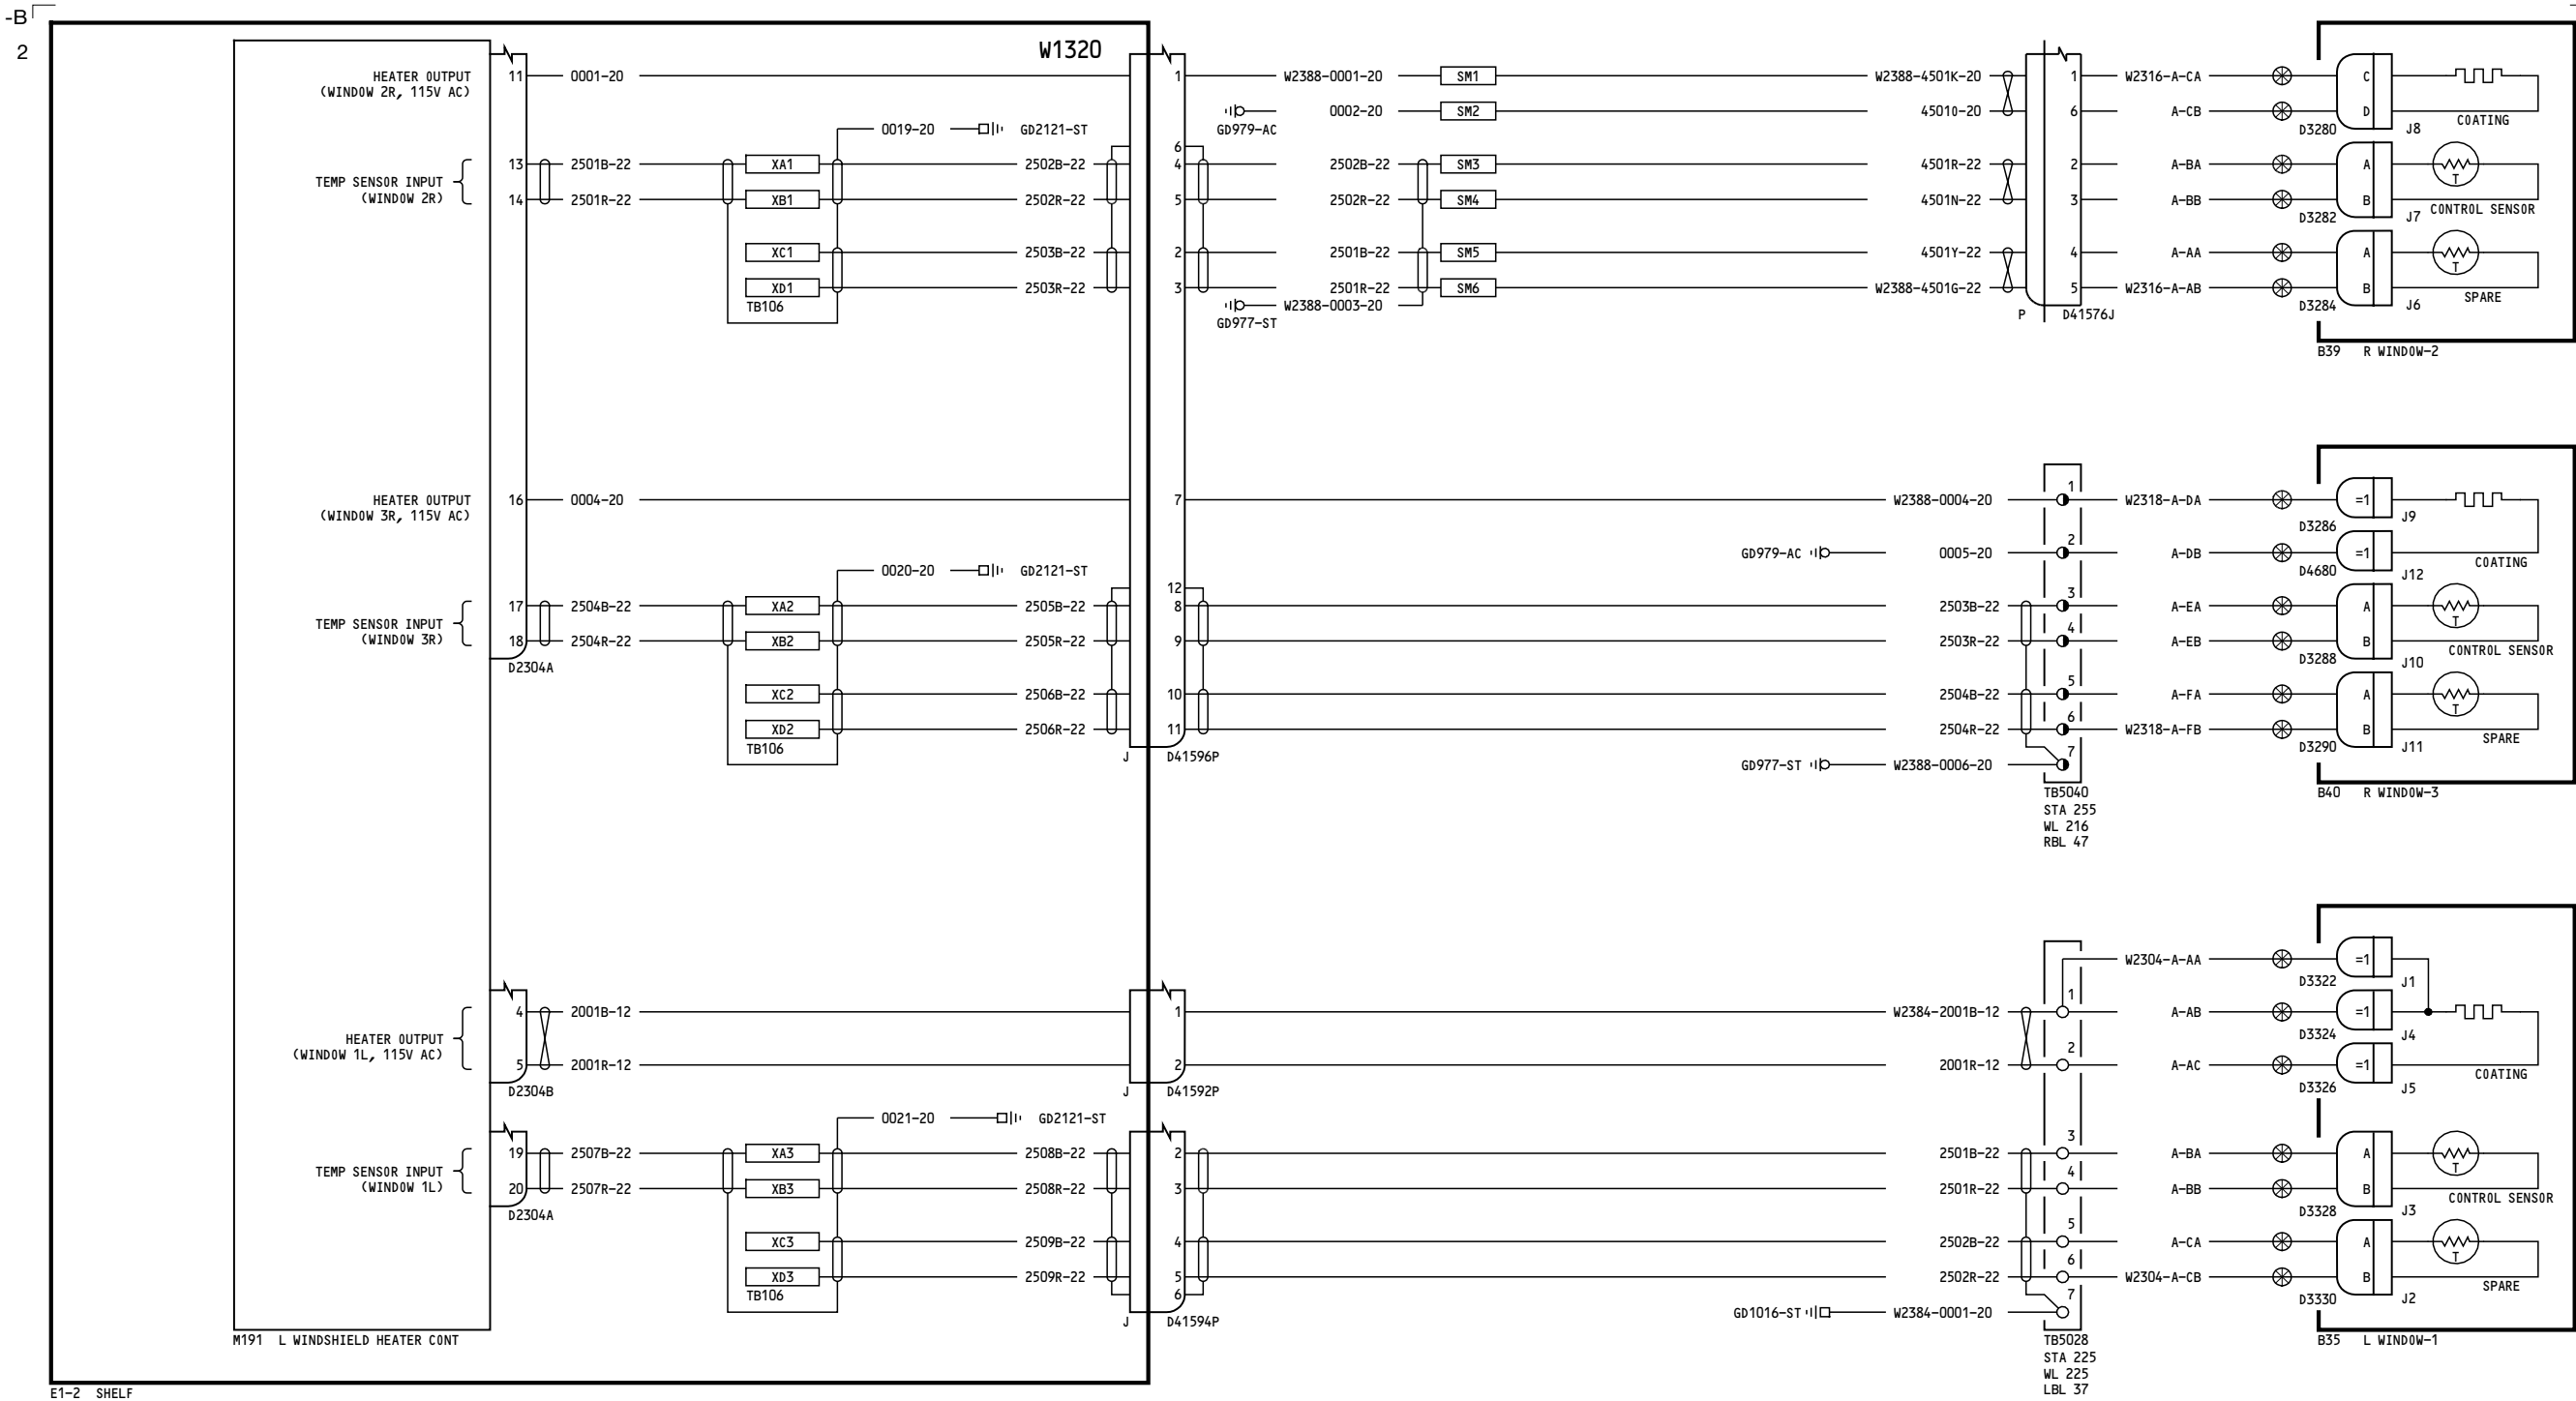 -B
2
W1320
HEATER OUTPUT
(WINDOW 2R, 115V AC)
11
0001-20
1
W2388-0001-20
SM1
W2388-4501K-20
1
W2316-A-CA
C
GD979-AC
0002-20
SM2
45010-20
6
A-CB
D
D3280
J8
COATING
0019-20
GD2121-ST
6
TEMP SENSOR INPUT
(WINDOW 2R)
13
2501B-22
XA1
2502B-22
4
2502B-22
SM3
4501R-22
2
A-BA
A
T
14
2501R-22
XB1
2502R-22
5
2502R-22
SM4
4501N-22
3
A-BB
B
D3282
J7
CONTROL SENSOR
XC1
2503B-22
2
2501B-22
SM5
4501Y-22
4
A-AA
A
T
XD1
2503R-22
3
2501R-22
SM6
W2388-4501G-22
5
W2316-A-AB
B
D3284
J6
SPARE
TB106
W2388-0003-20
GD977-ST
P
D41576J
B39 R WINDOW-2
HEATER OUTPUT
(WINDOW 3R, 115V AC)
16
0004-20
7
W2388-0004-20
1
W2318-A-DA
=1
D3286
J9
GD979-AC
0005-20
2
A-DB
=1
D4680
J12
COATING
0020-20
GD2121-ST
12
TEMP SENSOR INPUT
(WINDOW 3R)
17
2504B-22
XA2
2505B-22
8
2503B-22
3
A-EA
A
T
18
2504R-22
XB2
2505R-22
9
2503R-22
4
A-EB
B
D3288
J10
CONTROL SENSOR
D2304A
XC2
2506B-22
10
2504B-22
5
A-FA
A
T
XD2
2506R-22
11
2504R-22
6
W2318-A-FB
B
D3290
J11
SPARE
TB106
J
D41596P
GD977-ST
W2388-0006-20
7
TB5040
STA 255
WL 216
RBL 47
B40 R WINDOW-3
W2304-A-AA
=1
D3322
J1
HEATER OUTPUT
(WINDOW 1L, 115V AC)
4
2001B-12
1
W2384-2001B-12
1
A-AB
=1
D3324
J4
5
2001R-12
2
2001R-12
2
A-AC
=1
D3326
J5
COATING
D2304B
J
D41592P
0021-20
GD2121-ST
TEMP SENSOR INPUT
(WINDOW 1L)
19
2507B-22
XA3
2508B-22
2
2501B-22
3
A-BA
A
T
20
2507R-22
XB3
2508R-22
3
2501R-22
4
A-BB
B
D3328
J3
CONTROL SENSOR
D2304A
XC3
2509B-22
4
2502B-22
5
A-CA
A
T
XD3
2509R-22
5
2502R-22
6
W2304-A-CB
B
D3330
J2
SPARE
TB106
6
J
D41594P
GD1016-ST
W2384-0001-20
7
M191 L WINDSHIELD HEATER CONT
TB5028
STA 225
WL 225
LBL 37
B35 L WINDOW-1
E1-2 SHELF